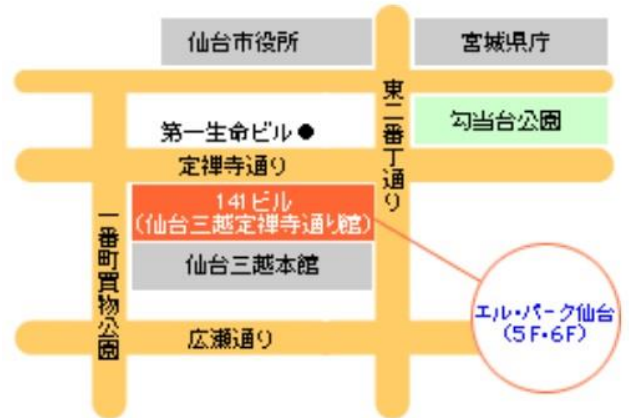 仙台市役所
宮城県庁
東二番丁通り
勾当台公園
第一生命ビル●
定禅寺通り
141ビル
(仙台三越定禅寺通り館)
一番町買物公園
仙台三越本館
エル・パーク仙台
(5F・6F)
広瀬通り